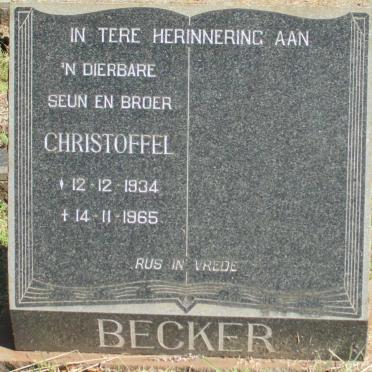 IN TERE HERINNERING AAN
'N DIERBARE
SEUN EN BROER
CHRISTOFFEL
* 12-12-1934
† 14-11-1965
RUS IN VREDE
BECKER